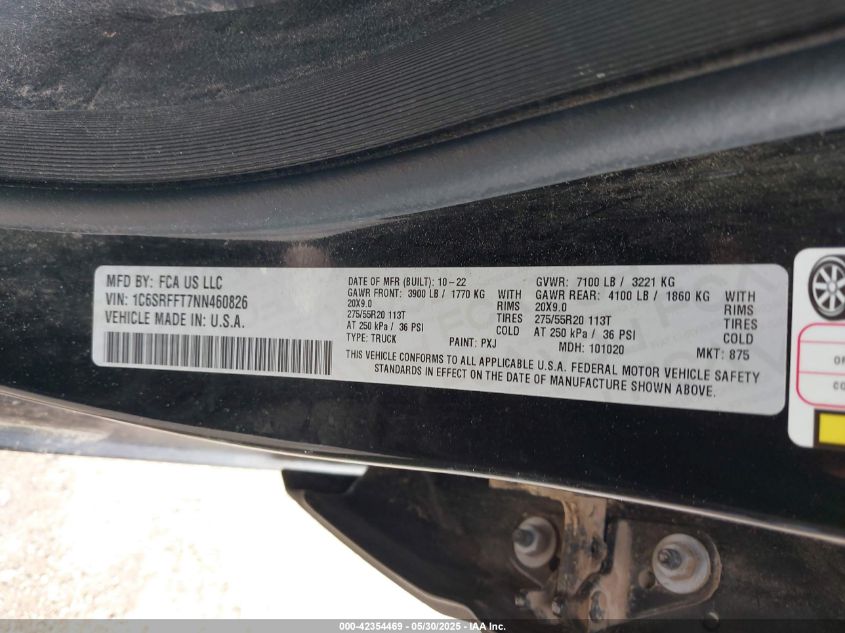 MFD BY: FCA US LLC
VIN: 1C6SRFFT7NN460826
VEHICLE MADE IN: U.S.A.
DATE OF MFR (BUILT): 10-22
GAWR FRONT: 3900 LB / 1770 KG
20X9.0 RIMS
275/55R20 113T TIRES
AT 250 kPa / 36 PSI COLD
TYPE: TRUCK PAINT: PXJ
GVWR: 7100 LB / 3221 KG
GAWR REAR: 4100 LB / 1860 KG
20X9.0 RIMS
275/55R20 113T TIRES
AT 250 kPa / 36 PSI COLD
MDH: 101020 MKT: 875
THIS VEHICLE CONFORMS TO ALL APPLICABLE U.S.A. FEDERAL MOTOR VEHICLE SAFETY
STANDARDS IN EFFECT ON THE DATE OF MANUFACTURE SHOWN ABOVE.
000-42354469 - 05/30/2025 - IAA Inc.